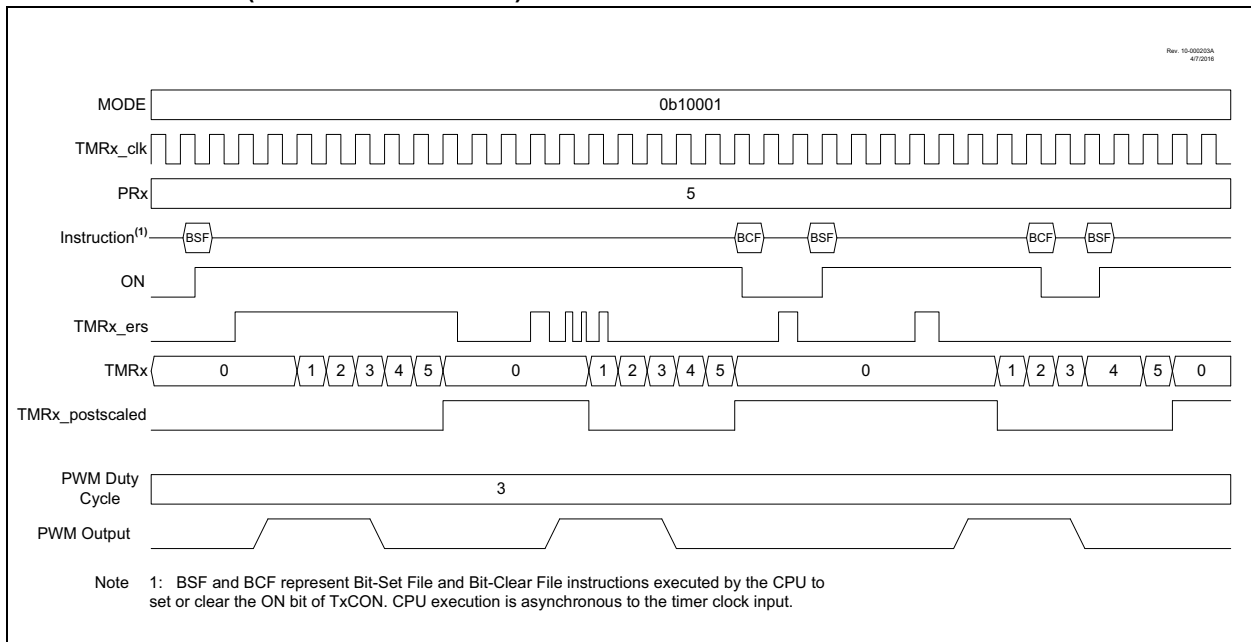 Rev. 10-000203A
4/7/2016
MODE 0b10001
TMRx_clk
PRx 5
Instruction(1) BSF BCF BSF BCF BSF
ON
TMRx_ers
TMRx 0 1 2 3 4 5 0 1 2 3 4 5 0 1 2 3 4 5 0
TMRx_postscaled
PWM Duty
Cycle 3
PWM Output
Note 1: BSF and BCF represent Bit-Set File and Bit-Clear File instructions executed by the CPU to
set or clear the ON bit of TxCON. CPU execution is asynchronous to the timer clock input.